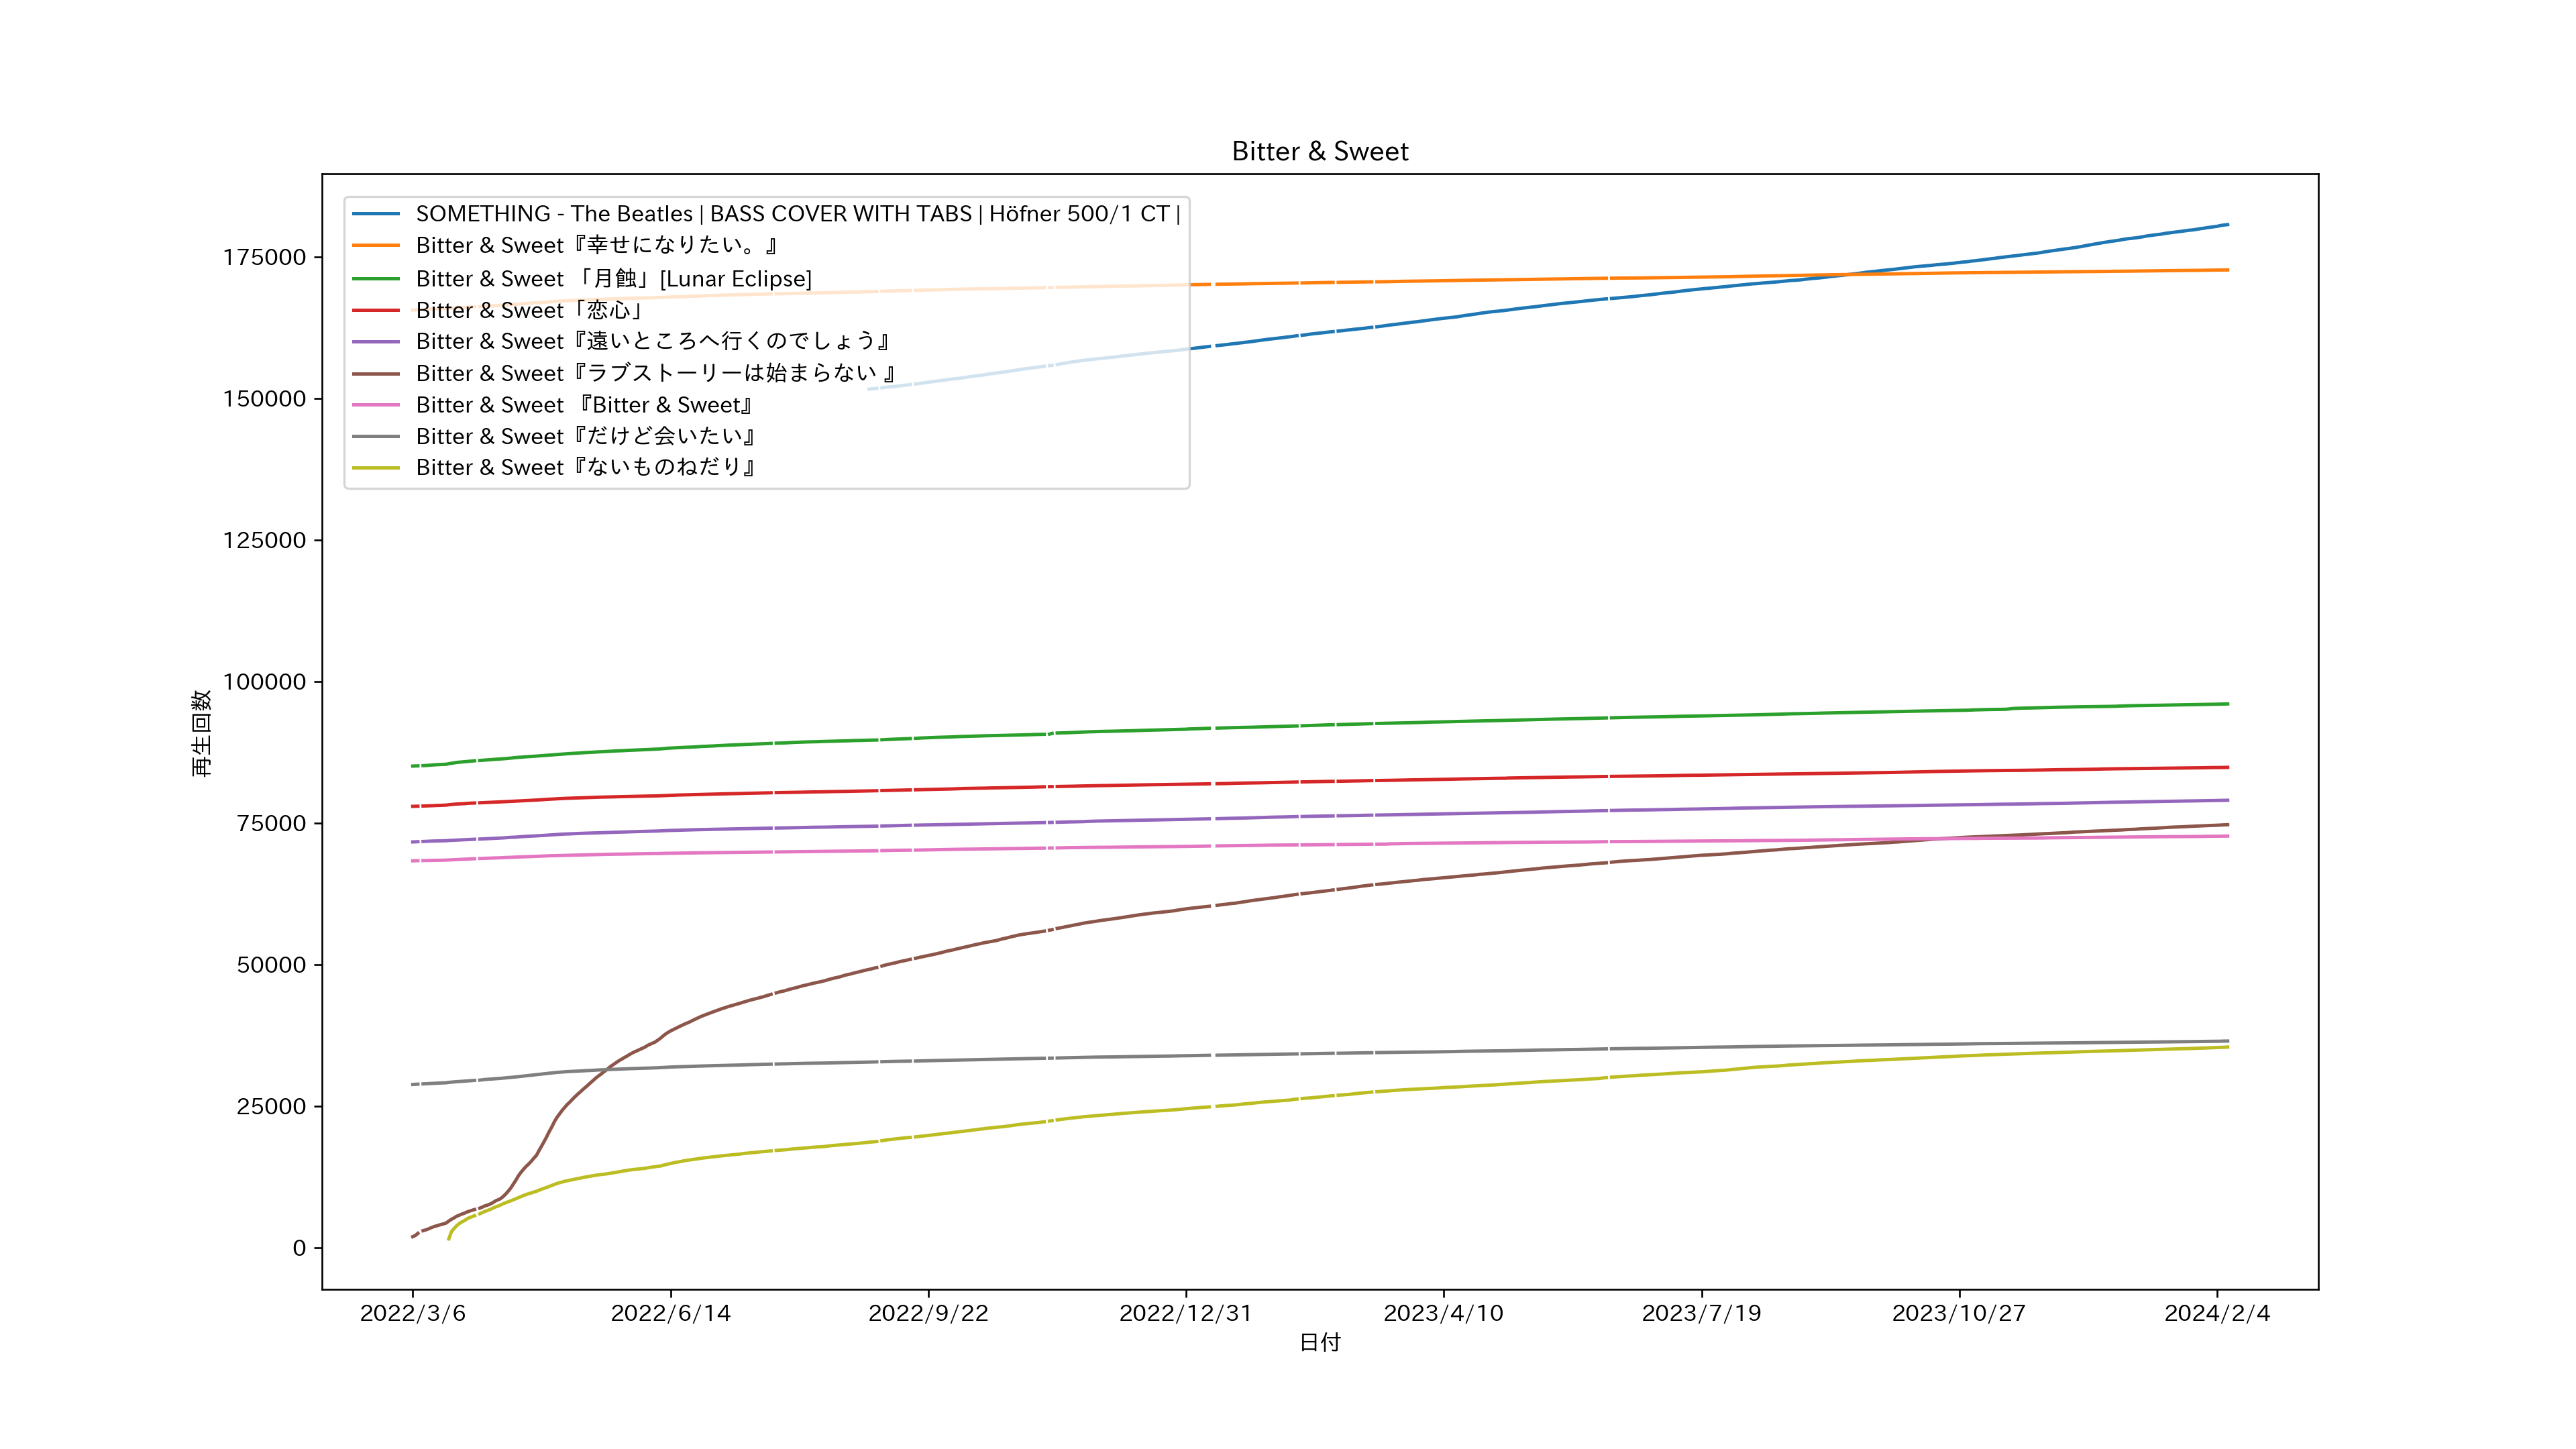 Bitter & Sweet
SOMETHING - The Beatles | BASS COVER WITH TABS | Höfner 500/1 CT |
Bitter & Sweet『幸せになりたい。』
Bitter & Sweet 「月蝕」[Lunar Eclipse]
Bitter & Sweet「恋心」
Bitter & Sweet『遠いところへ行くのでしょう』
Bitter & Sweet『ラブストーリーは始まらない 』
Bitter & Sweet 『Bitter & Sweet』
Bitter & Sweet『だけど会いたい』
Bitter & Sweet『ないものねだり』
175000
150000
125000
100000
75000
50000
25000
0
再生回数
2022/3/6
2022/6/14
2022/9/22
2022/12/31
2023/4/10
2023/7/19
2023/10/27
2024/2/4
日付